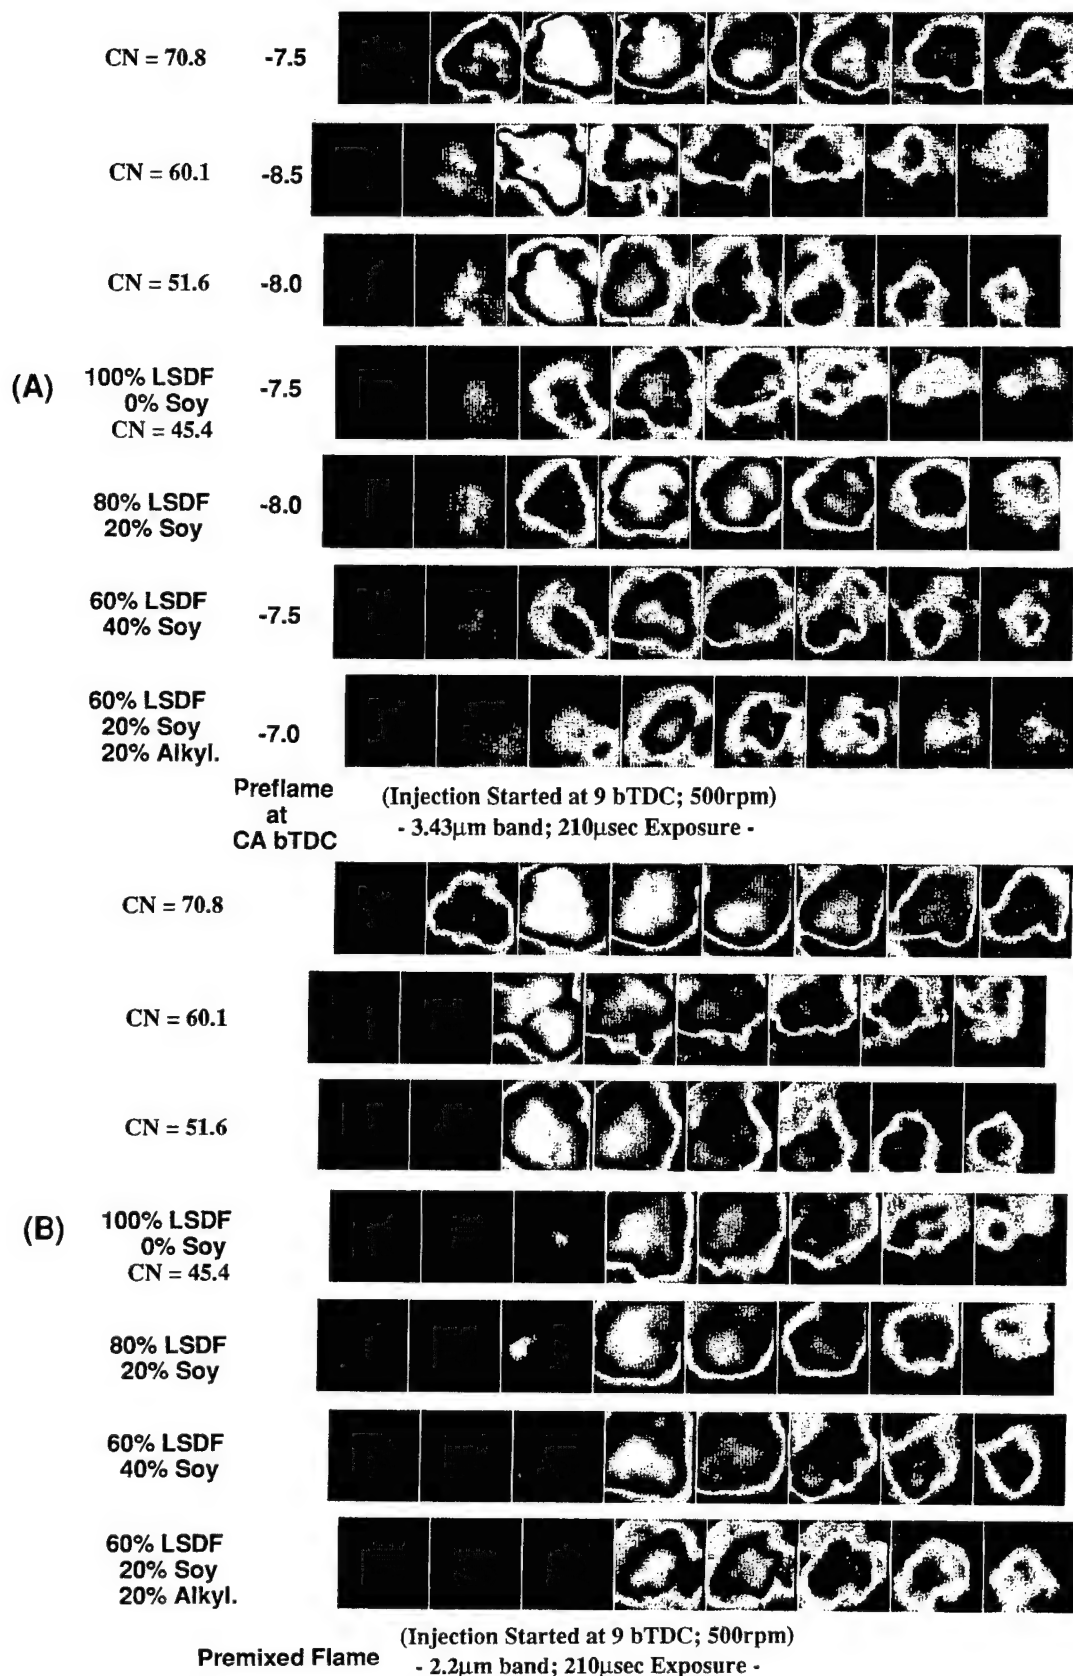 CN = 70.8 -7.5
CN = 60.1 -8.5
CN = 51.6 -8.0
(A)
100% LSDF
0% Soy
CN = 45.4
-7.5
80% LSDF
20% Soy
-8.0
60% LSDF
40% Soy
-7.5
60% LSDF
20% Soy
20% Alkyl.
-7.0
Preflame
at
CA bTDC
(Injection Started at 9 bTDC; 500rpm)
- 3.43µm band; 210µsec Exposure -
CN = 70.8
CN = 60.1
CN = 51.6
(B)
100% LSDF
0% Soy
CN = 45.4
80% LSDF
20% Soy
60% LSDF
40% Soy
60% LSDF
20% Soy
20% Alkyl.
Premixed Flame
(Injection Started at 9 bTDC; 500rpm)
- 2.2µm band; 210µsec Exposure -